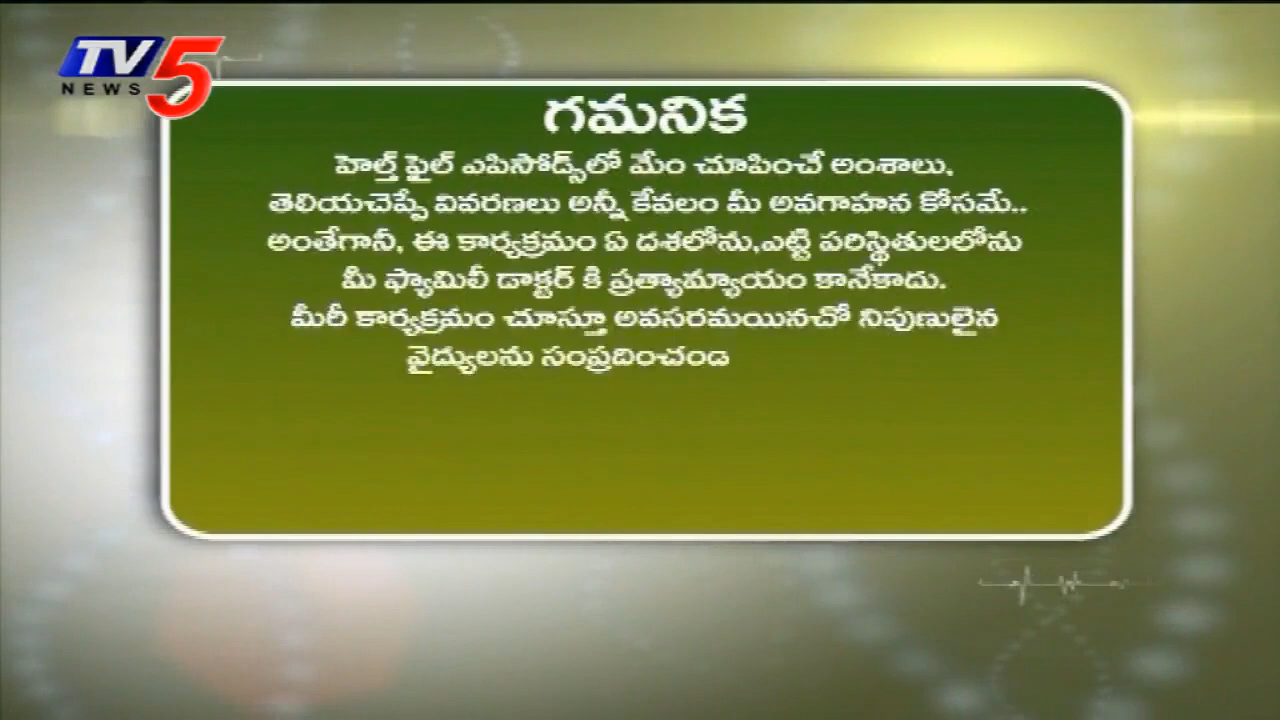 TV5
NEWS
గమనిక
హెల్త్ ఫైల్ ఎపిసోడ్స్‌లో మేం చూపించే అంశాలు.
తెలియచెప్పే వివరణలు అన్నీ కేవలం మీ అవగాహన కోసమే..
అంతేగానీ, ఈ కార్యక్రమం ఏ దశలోను,ఎట్టి పరిస్థితులలోను
మీ ఫ్యామిలీ డాక్టర్ కి ప్రత్యామ్యాయం కానేకాదు.
మీరీ కార్యక్రమం చూస్తూ అవసరమయినచో నిపుణులైన
వైద్యులను సంప్రదించండ